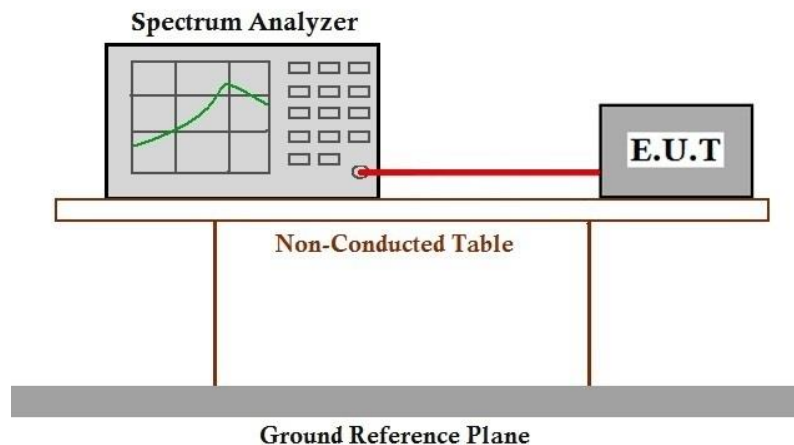 Spectrum Analyzer
E.U.T
Non-Conducted Table
Ground Reference Plane